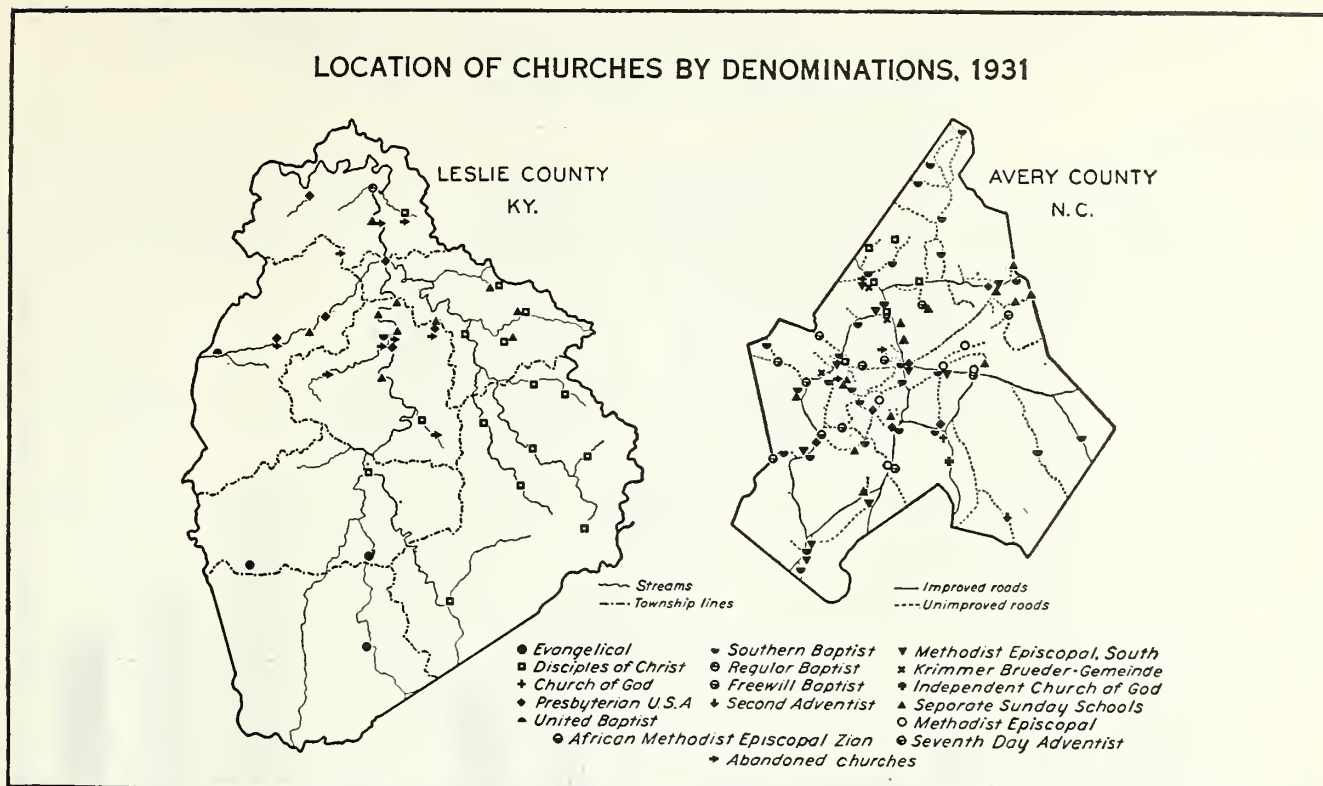 LOCATION OF CHURCHES BY DENOMINATIONS, 1931
LESLIE COUNTY
KY.
AVERY COUNTY
N.C.
Streams
Township lines
Improved roads
Unimproved roads
Evangelical
Disciples of Christ
Church of God
Presbyterian U.S.A
United Baptist
Southern Baptist
Regular Baptist
Freewill Baptist
Second Adventist
Methodist Episcopal, South
Krimmer Brueder-Gemeinde
Independent Church of God
Seperate Sunday Schools
Methodist Episcopal
African Methodist Episcopal Zion
Seventh Day Adventist
Abandoned churches